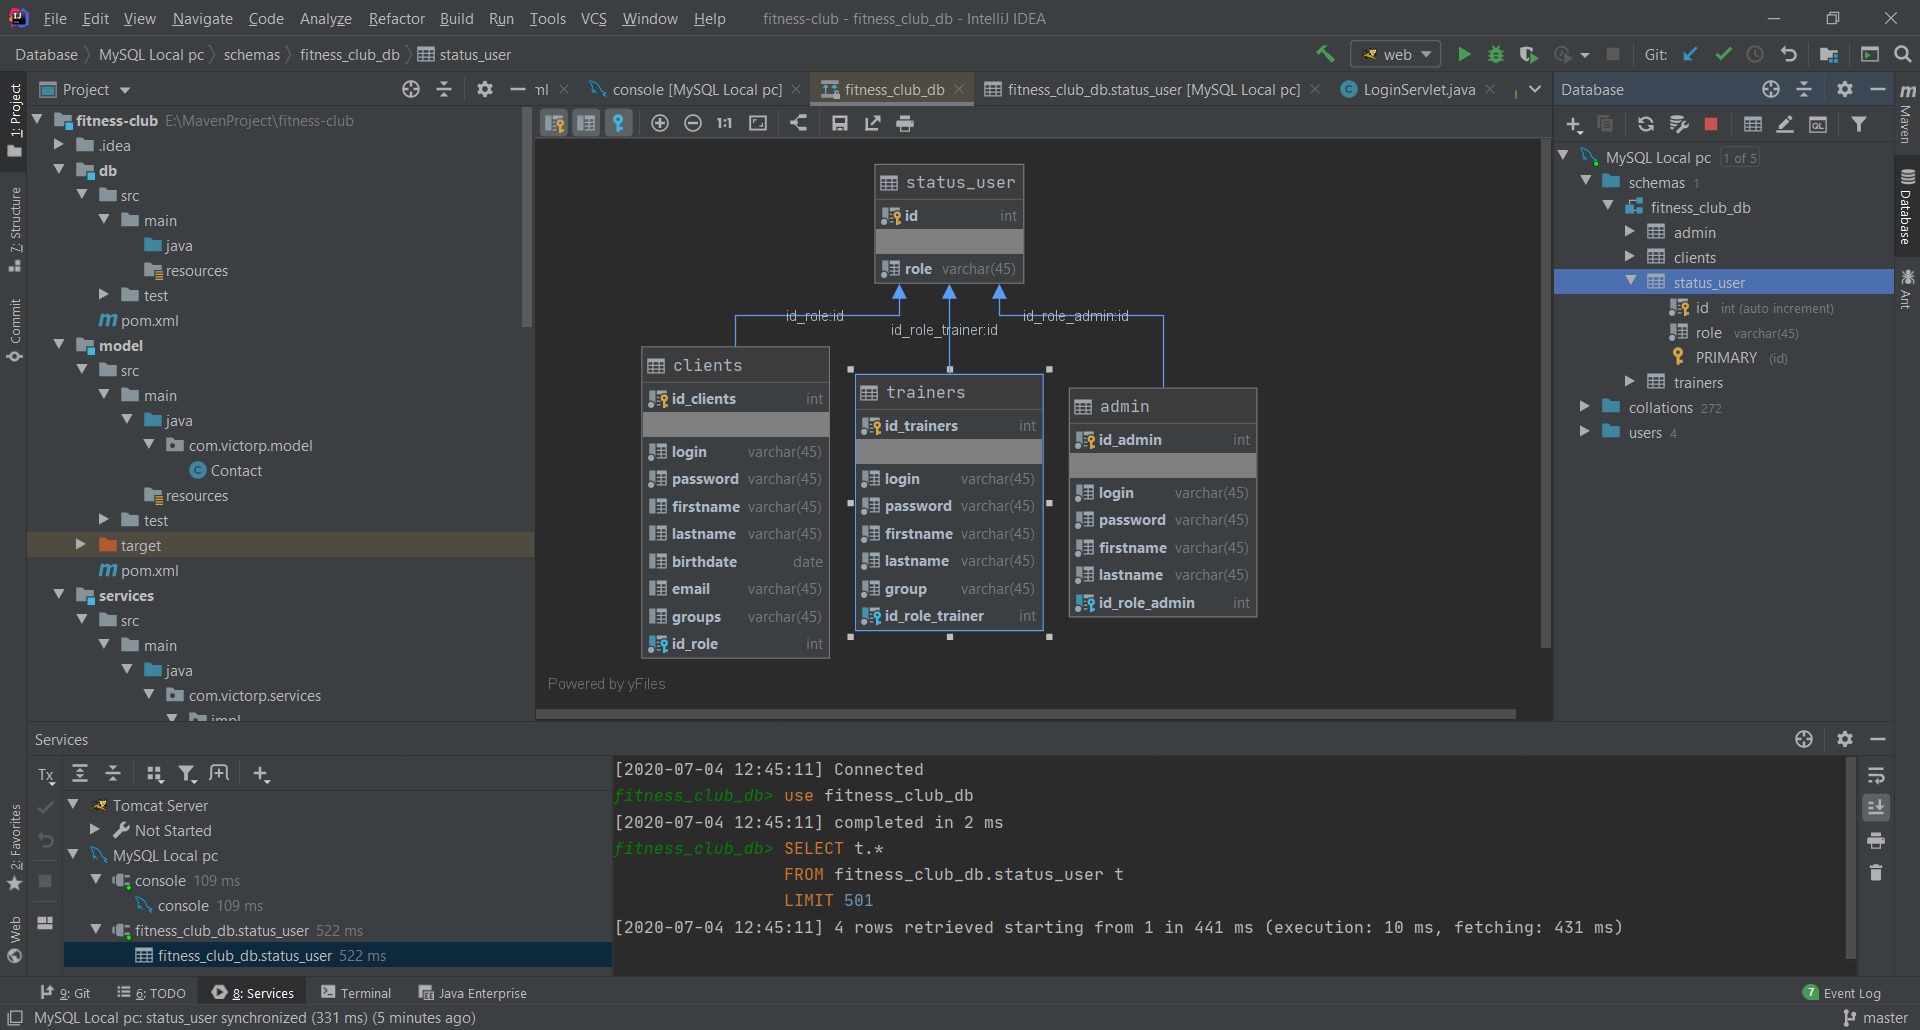 File Edit View Navigate Code Analyze Refactor Build Run Tools VCS Window Help fitness-club - fitness_club_db - IntelliJ IDEA
Database MySQL Local pc schemas fitness_club_db status_user
web Git:
Project
ml console [MySQL Local pc] fitness_club_db fitness_club_db.status_user [MySQL Local pc] LoginServlet.java
Database
1: Project
7: Structure
Commit
2: Favorites
Web
fitness-club E:\MavenProject\fitness-club
.idea
db
src
main
java
resources
test
pom.xml
model
src
main
java
com.victorp.model
Contact
resources
test
target
pom.xml
services
src
main
java
com.victorp.services
impl
1:1
status_user
id int
role varchar(45)
id_role:id
id_role_trainer:id
id_role_admin:id
clients
id_clients int
login varchar(45)
password varchar(45)
firstname varchar(45)
lastname varchar(45)
birthdate date
email varchar(45)
groups varchar(45)
id_role int
trainers
id_trainers int
login varchar(45)
password varchar(45)
firstname varchar(45)
lastname varchar(45)
group varchar(45)
id_role_trainer int
admin
id_admin int
login varchar(45)
password varchar(45)
firstname varchar(45)
lastname varchar(45)
id_role_admin int
Powered by yFiles
QL
MySQL Local pc 1 of 5
schemas 1
fitness_club_db
admin
clients
status_user
id int (auto increment)
role varchar(45)
PRIMARY (id)
trainers
collations 272
users 4
Maven
Database
Ant
Services
Tx
Tomcat Server
Not Started
MySQL Local pc
console 109 ms
console 109 ms
fitness_club_db.status_user 522 ms
fitness_club_db.status_user 522 ms
[2020-07-04 12:45:11] Connected
fitness_club_db> use fitness_club_db
[2020-07-04 12:45:11] completed in 2 ms
fitness_club_db> SELECT t.*
FROM fitness_club_db.status_user t
LIMIT 501
[2020-07-04 12:45:11] 4 rows retrieved starting from 1 in 441 ms (execution: 10 ms, fetching: 431 ms)
9: Git 6: TODO 8: Services Terminal Java Enterprise 7 Event Log
MySQL Local pc: status_user synchronized (331 ms) (5 minutes ago) master